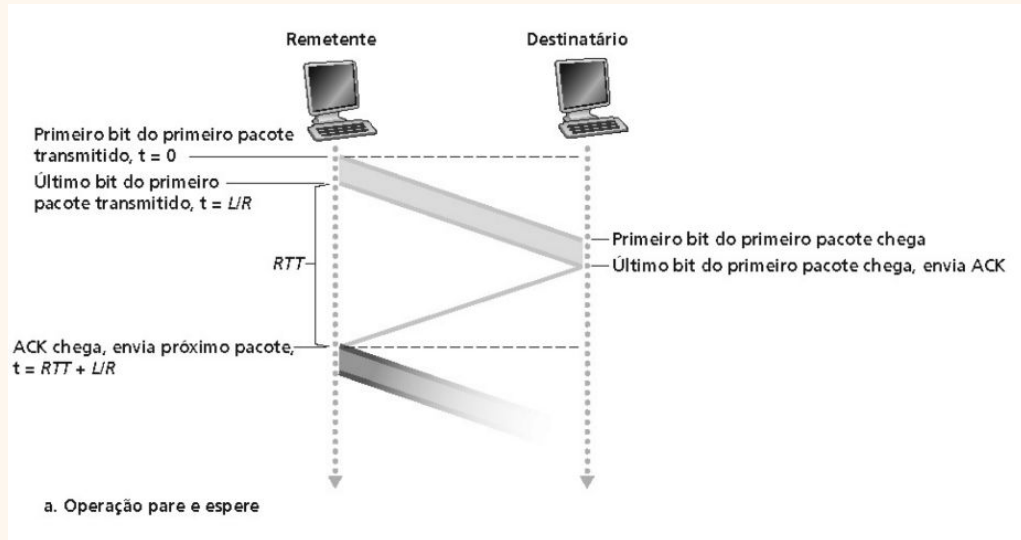 Remetente
Destinatário
Primeiro bit do primeiro pacote
transmitido, t = 0
Último bit do primeiro
pacote transmitido, t = L/R
Primeiro bit do primeiro pacote chega
RTT
Último bit do primeiro pacote chega, envia ACK
ACK chega, envia próximo pacote,
t = RTT + L/R
a. Operação pare e espere